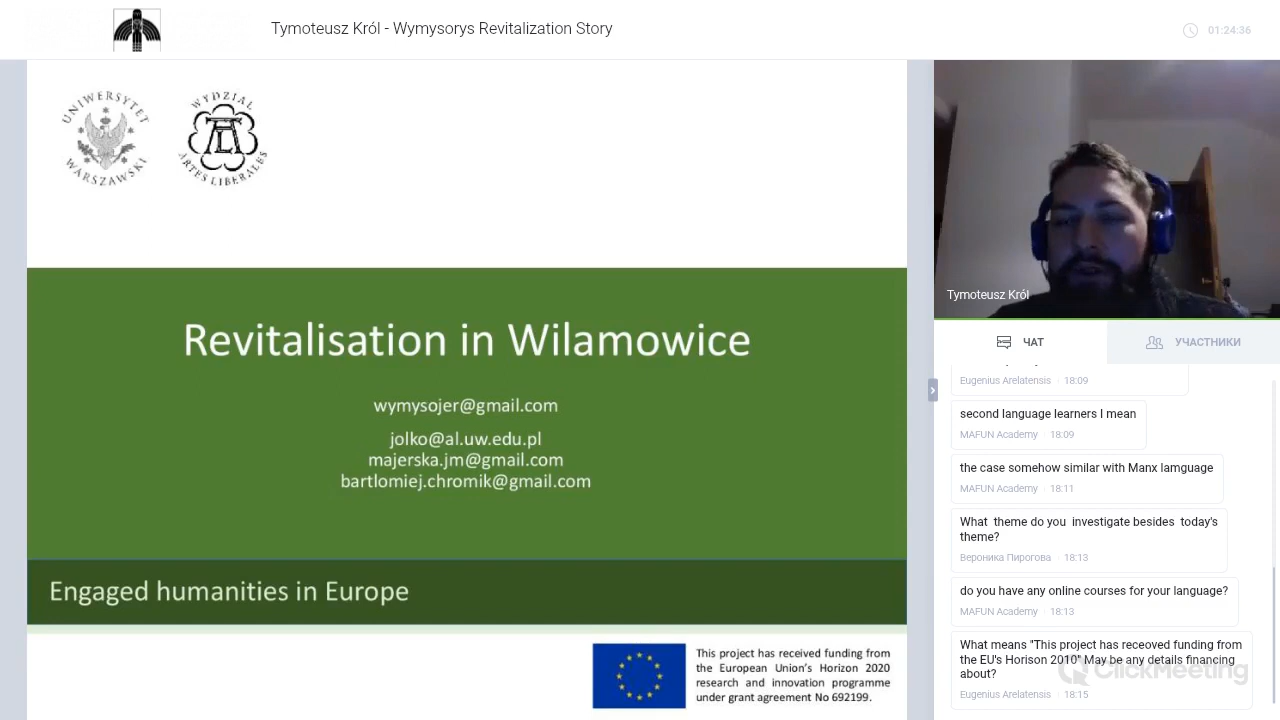 Tymoteusz Król - Wymysorys Revitalization Story
01:24:36
UNIWERSYTET
WARSZAWSKI
WYDZIAŁ
ARTES LIBERALES
Revitalisation in Wilamowice
wymysojer@gmail.com
jolko@al.uw.edu.pl
majerska.jm@gmail.com
bartlomiej.chromik@gmail.com
Engaged humanities in Europe
This project has received funding from
the European Union's Horizon 2020
research and innovation programme
under grant agreement No 692199.
Tymoteusz Król
ЧАТ
УЧАСТНИКИ
Eugenius Arelatensis · 18:09
second language learners I mean
MAFUN Academy · 18:09
the case somehow similar with Manx lamguage
MAFUN Academy · 18:11
What theme do you investigate besides today's
theme?
Вероника Пирогова · 18:13
do you have any online courses for your language?
MAFUN Academy · 18:13
What means "This project has receoved funding from
the EU's Horison 2010" May be any details financing
about?
Eugenius Arelatensis · 18:15
ClickMeeting